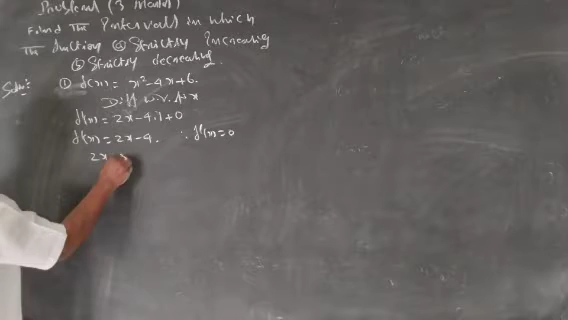 Problem (3 Marks)
Find The Intervals in which
The function ⓐ Strictly Increasing
ⓑ Strictly decreasing.
Soln: ① f(x) = x²-4x+6.
Diff w.r.t x
f'(x) = 2x-4.1+0
f'(x) = 2x-4. ∵ f'(x)=0
2x